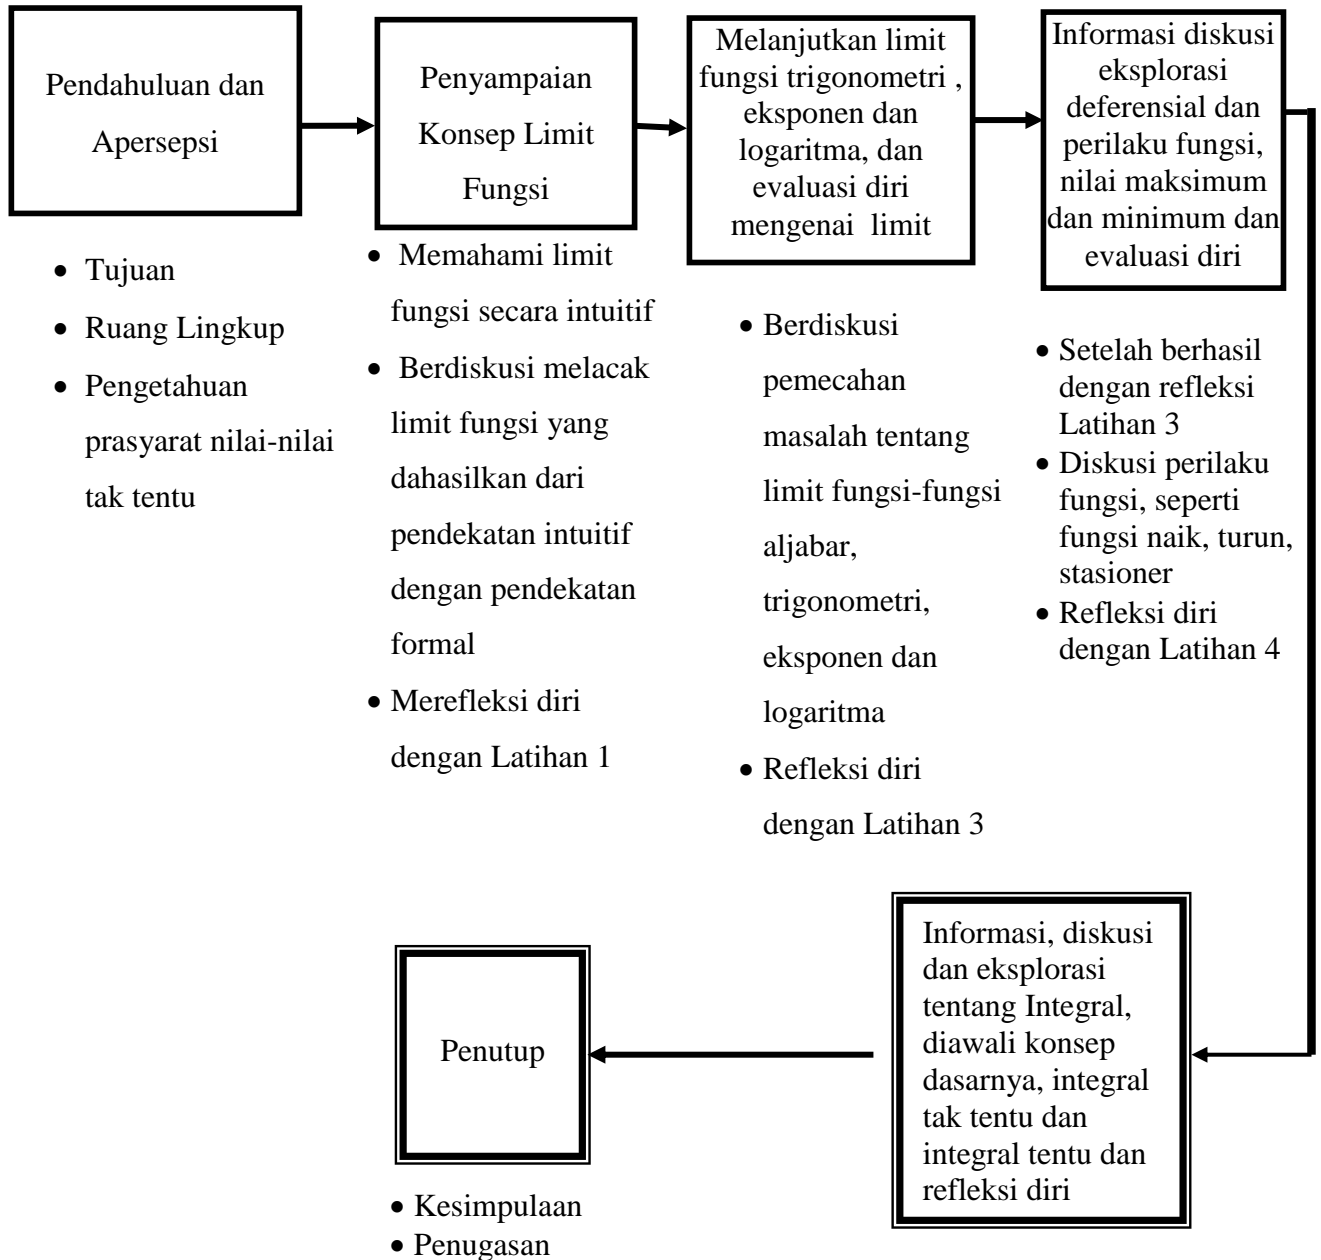 Pendahuluan dan
Apersepsi
Penyampaian
Konsep Limit
Fungsi
Melanjutkan limit
fungsi trigonometri ,
eksponen dan
logaritma, dan
evaluasi diri
mengenai  limit
Informasi diskusi
eksplorasi
deferensial dan
perilaku fungsi,
nilai maksimum
dan minimum dan
evaluasi diri
• Tujuan
• Ruang Lingkup
• Pengetahuan
prasyarat nilai-nilai
tak tentu
• Memahami limit
fungsi secara intuitif
• Berdiskusi melacak
limit fungsi yang
dahasilkan dari
pendekatan intuitif
dengan pendekatan
formal
• Merefleksi diri
dengan Latihan 1
• Berdiskusi
pemecahan
masalah tentang
limit fungsi-fungsi
aljabar,
trigonometri,
eksponen dan
logaritma
• Refleksi diri
dengan Latihan 3
• Setelah berhasil
dengan refleksi
Latihan 3
• Diskusi perilaku
fungsi, seperti
fungsi naik, turun,
stasioner
• Refleksi diri
dengan Latihan 4
Informasi, diskusi
dan eksplorasi
tentang Integral,
diawali konsep
dasarnya, integral
tak tentu dan
integral tentu dan
refleksi diri
Penutup
• Kesimpulaan
• Penugasan